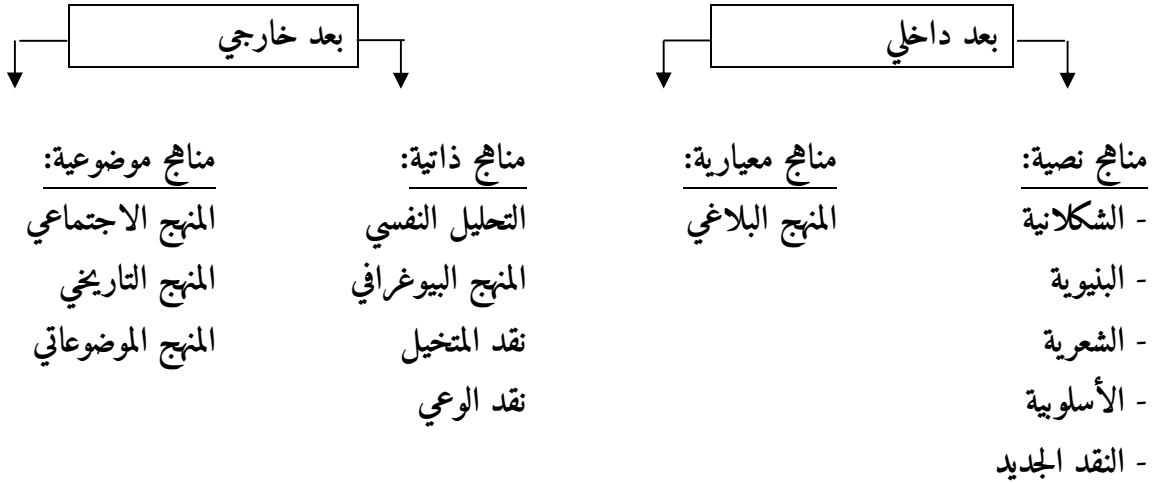 بعد داخلي
بعد خارجي
مناهج نصية:
- الشكلانية
- البنيوية
- الشعرية
- الأسلوبية
- النقد الجديد
مناهج معيارية:
المنهج البلاغي
مناهج ذاتية:
التحليل النفسي
المنهج البيوغرافي
نقد المتخيل
نقد الوعي
مناهج موضوعية:
المنهج الاجتماعي
المنهج التاريخي
المنهج الموضوعاتي